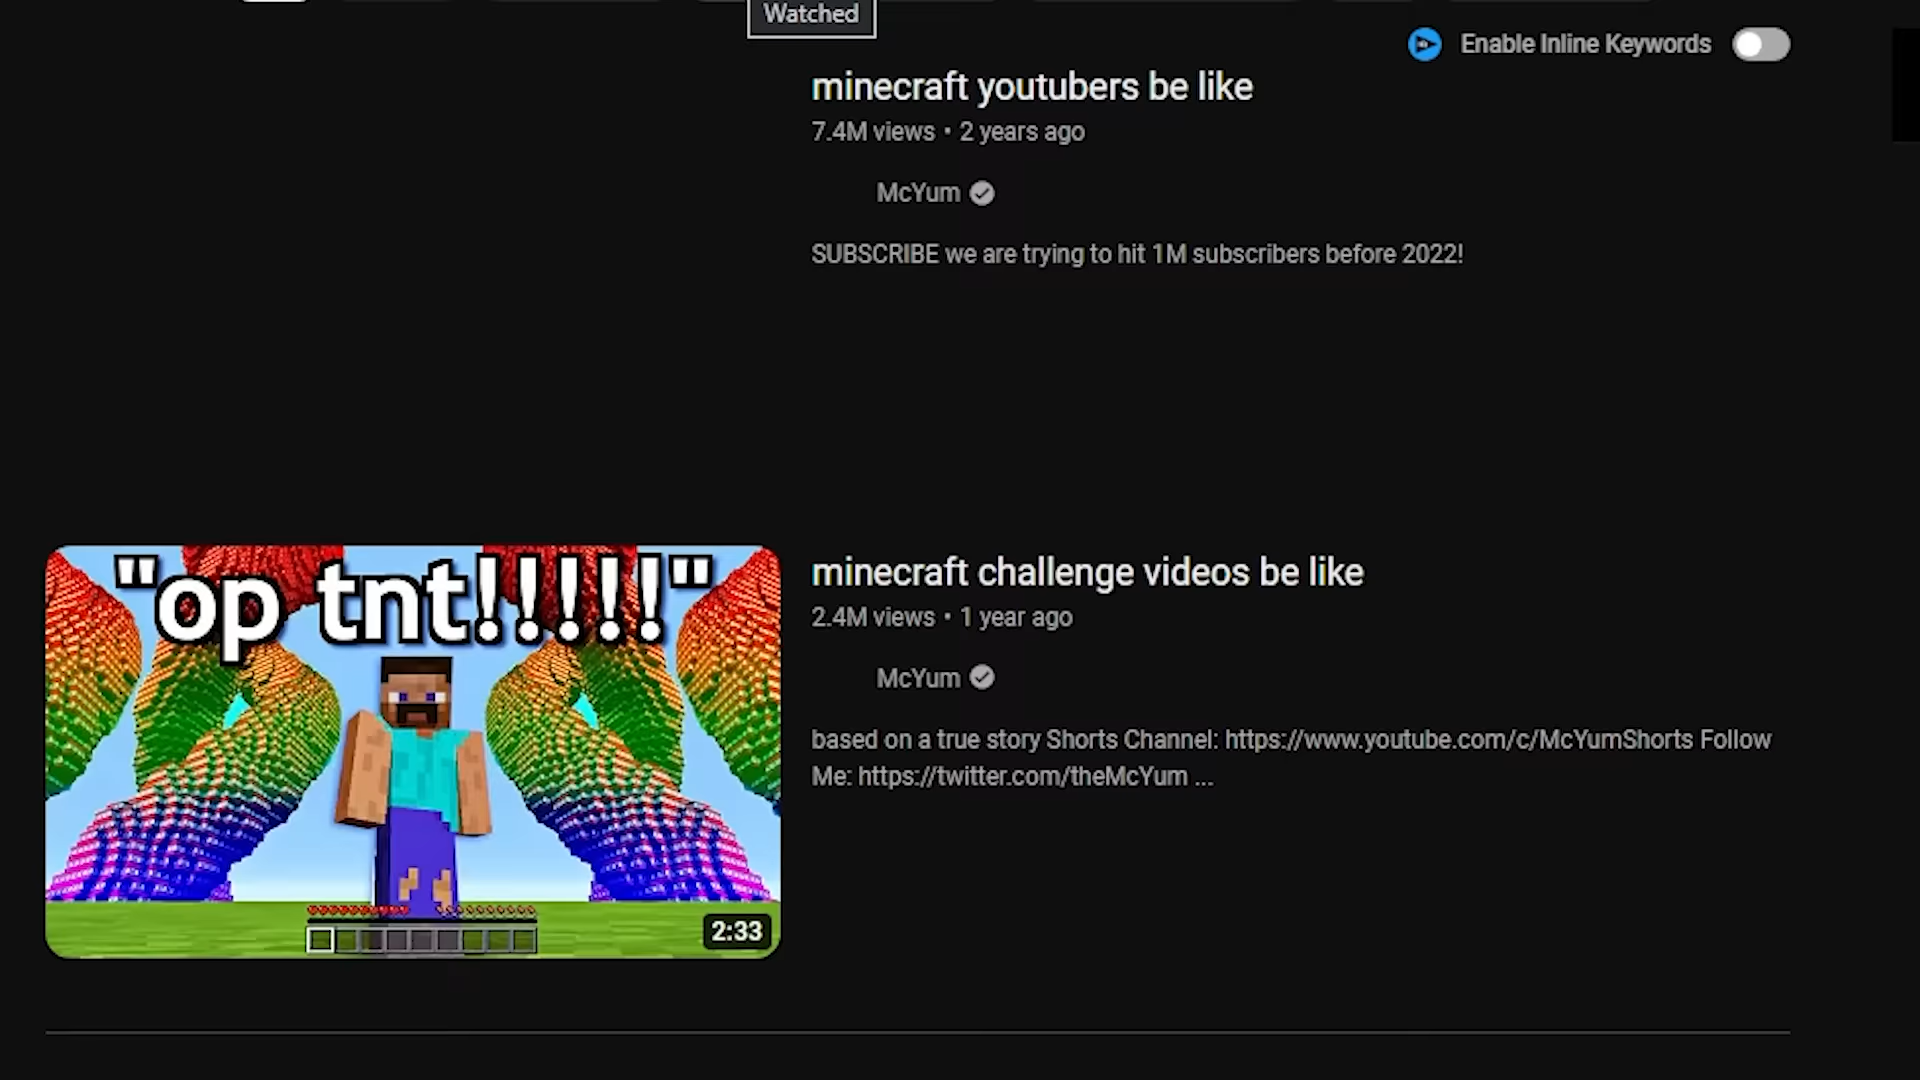 Watched
Enable Inline Keywords
minecraft youtubers be like
7.4M views • 2 years ago
McYum
SUBSCRIBE we are trying to hit 1M subscribers before 2022!
"op tnt!!!!!"
2:33
minecraft challenge videos be like
2.4M views • 1 year ago
McYum
based on a true story Shorts Channel: https://www.youtube.com/c/McYumShorts Follow
Me: https://twitter.com/theMcYum ...